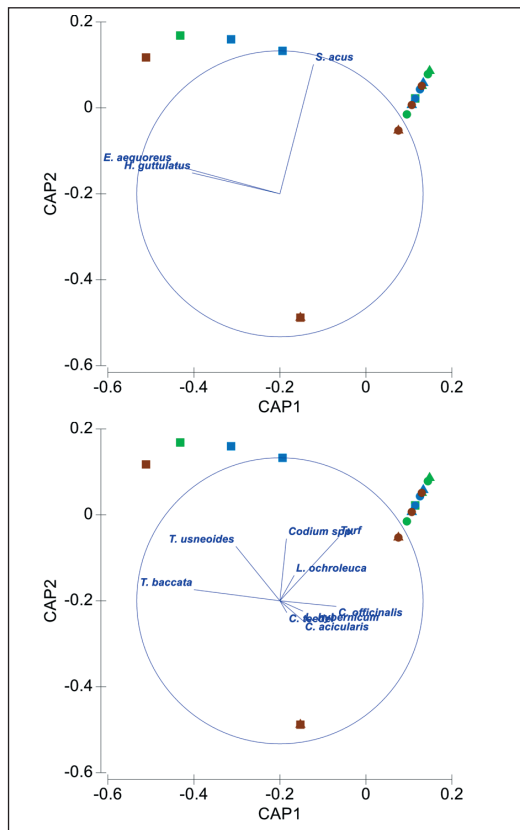 0.2
S. acus
0
E. aequoreus
H. guttulatus
CAP2
-0.2
-0.4
-0.6
-0.6 -0.4 -0.2 0 0.2
CAP1
0.2
Codium spp. Turf
T. usneoides
0
L. ochroleuca
T. baccata
CAP2
-0.2
C. officinalis
C. teedei L. hybernicum
C. acicularis
-0.4
-0.6
-0.6 -0.4 -0.2 0 0.2
CAP1